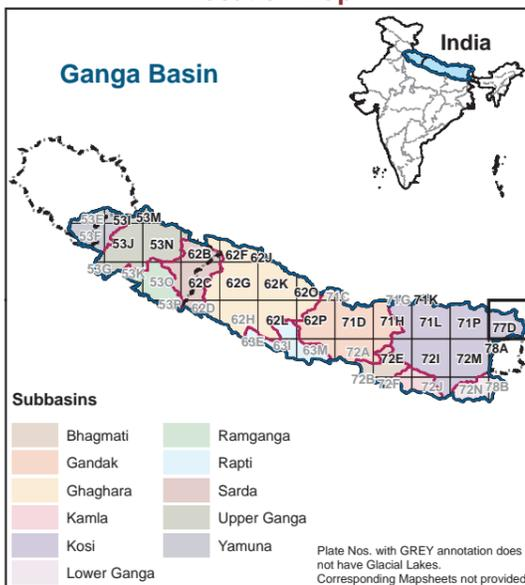 India
Ganga Basin
53E 53I 53M
53F 53J 53N 62B 62F 62J
53G 53K 53O 62C 62G 62K 62O
53P 62D 62H 62L 62P 71C 71D 71G 71K 71H 71L 71P 77D
63E 63I 63M 72A 72E 72I 72M 78A
72B 72F 72J 72N 78B
Subbasins
Bhagmati
Gandak
Ghaghara
Kamla
Kosi
Lower Ganga
Ramganga
Rapti
Sarda
Upper Ganga
Yamuna
Plate Nos. with GREY annotation does
not have Glacial Lakes.
Corresponding Mapsheets not provided